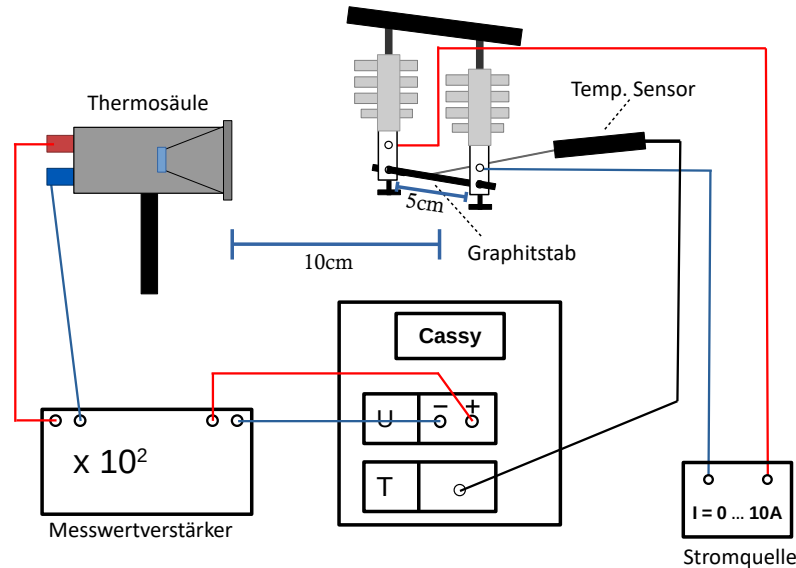 Thermosäule
Temp. Sensor
5cm
10cm
Graphitstab
Cassy
U − +
x 10²
T
I = 0 ... 10A
Messwertverstärker
Stromquelle